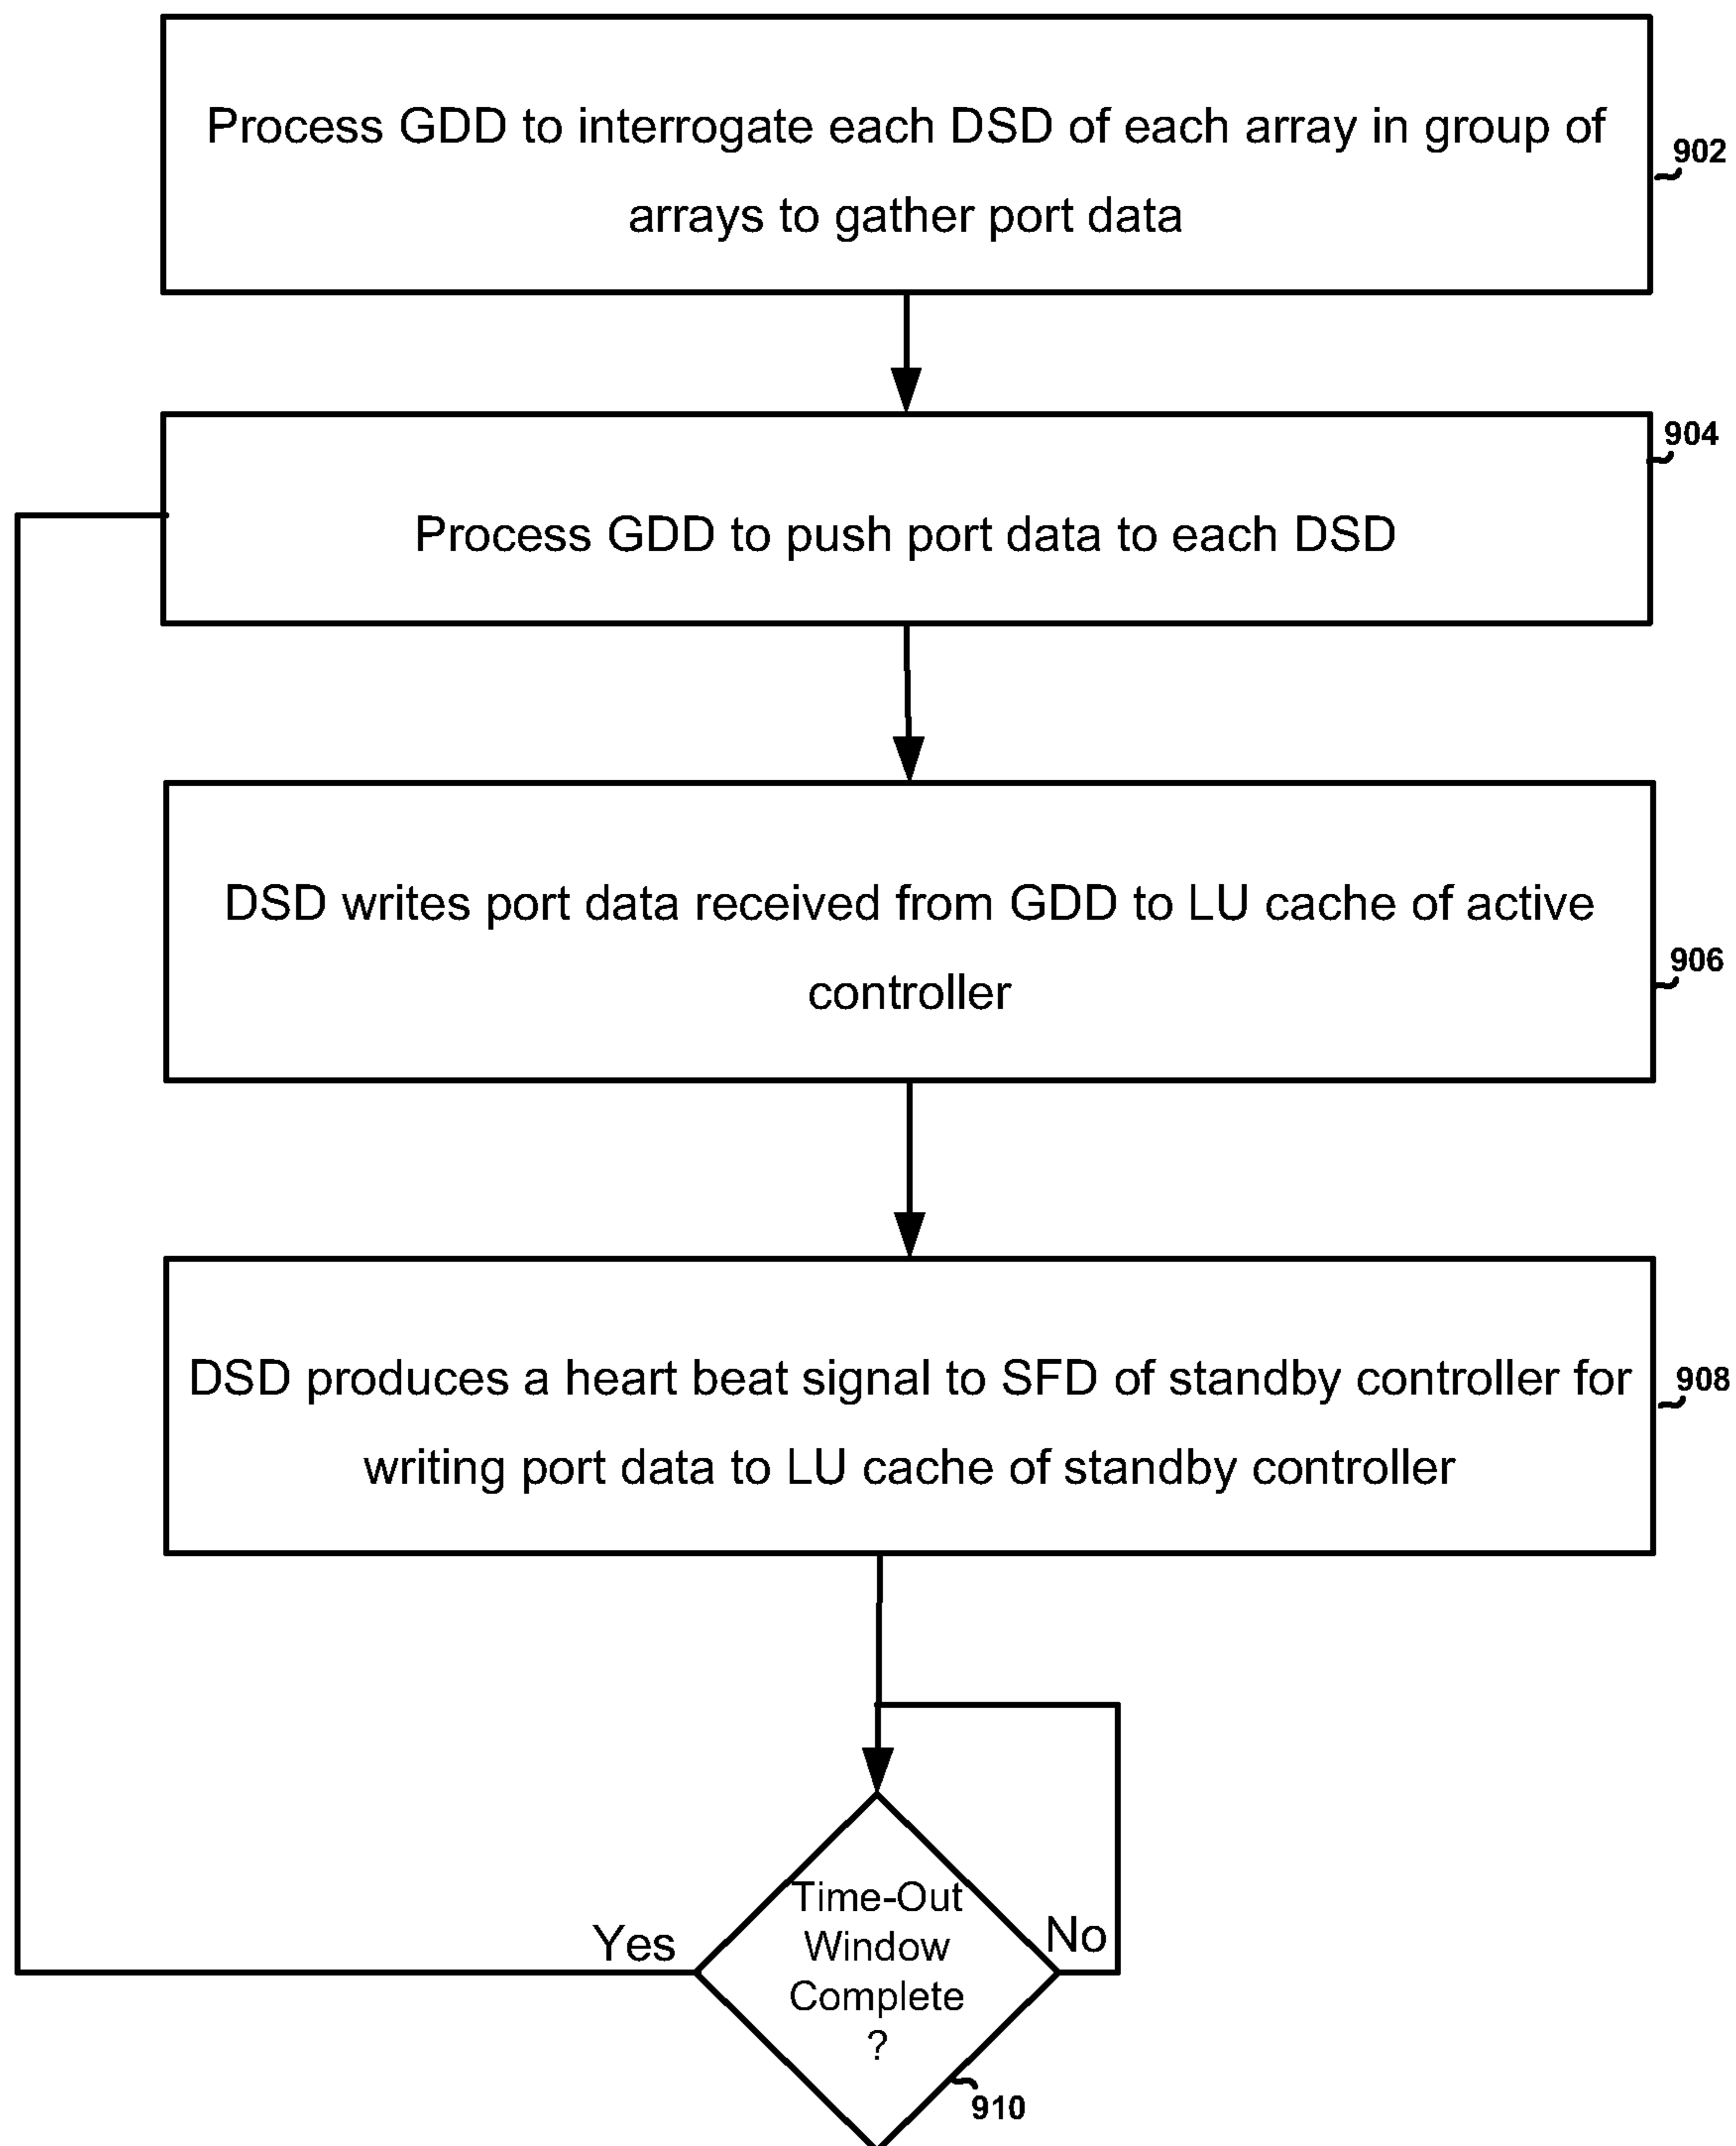 Process GDD to interrogate each DSD of each array in group of
arrays to gather port data
902
904
Process GDD to push port data to each DSD
DSD writes port data received from GDD to LU cache of active
controller
906
DSD produces a heart beat signal to SFD of standby controller for
writing port data to LU cache of standby controller
908
Time-Out
Window
Complete
?
Yes
No
910